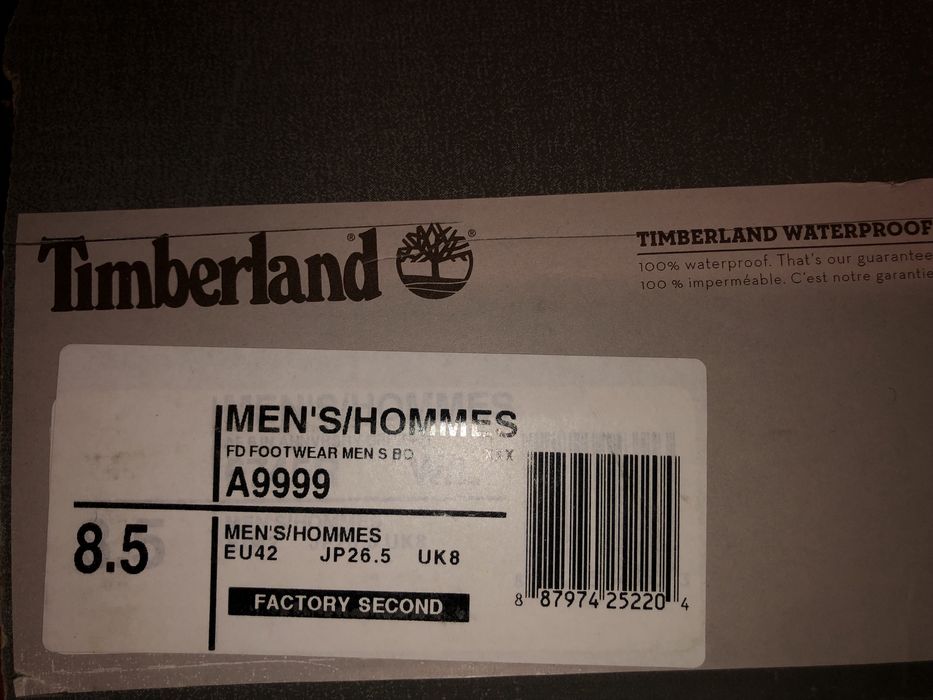 Timberland®
®
TIMBERLAND WATERPROOF
100% waterproof. That's our guarantee
100 % imperméable. C'est notre garantie
MEN'S/HOMMES
FD FOOTWEAR MEN S BO
A9999
8.5
MEN'S/HOMMES
EU42 JP26.5 UK8
FACTORY SECOND
8 87974 25220 4